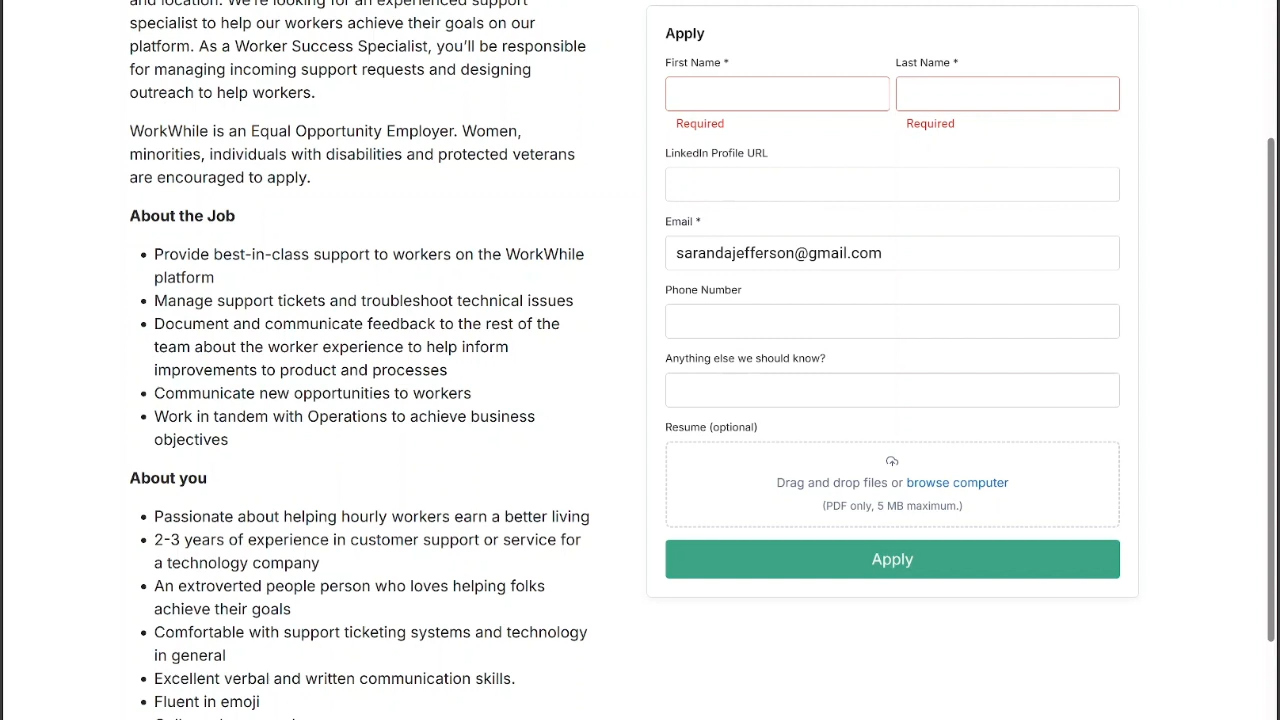 and location. We're looking for an experienced support
specialist to help our workers achieve their goals on our
platform. As a Worker Success Specialist, you'll be responsible
for managing incoming support requests and designing
outreach to help workers.
WorkWhile is an Equal Opportunity Employer. Women,
minorities, individuals with disabilities and protected veterans
are encouraged to apply.
About the Job
• Provide best-in-class support to workers on the WorkWhile
platform
• Manage support tickets and troubleshoot technical issues
• Document and communicate feedback to the rest of the
team about the worker experience to help inform
improvements to product and processes
• Communicate new opportunities to workers
• Work in tandem with Operations to achieve business
objectives
About you
• Passionate about helping hourly workers earn a better living
• 2-3 years of experience in customer support or service for
a technology company
• An extroverted people person who loves helping folks
achieve their goals
• Comfortable with support ticketing systems and technology
in general
• Excellent verbal and written communication skills.
• Fluent in emoji
Apply
First Name * Last Name *
Required Required
LinkedIn Profile URL
Email *
sarandajefferson@gmail.com
Phone Number
Anything else we should know?
Resume (optional)
Drag and drop files or browse computer
(PDF only, 5 MB maximum.)
Apply